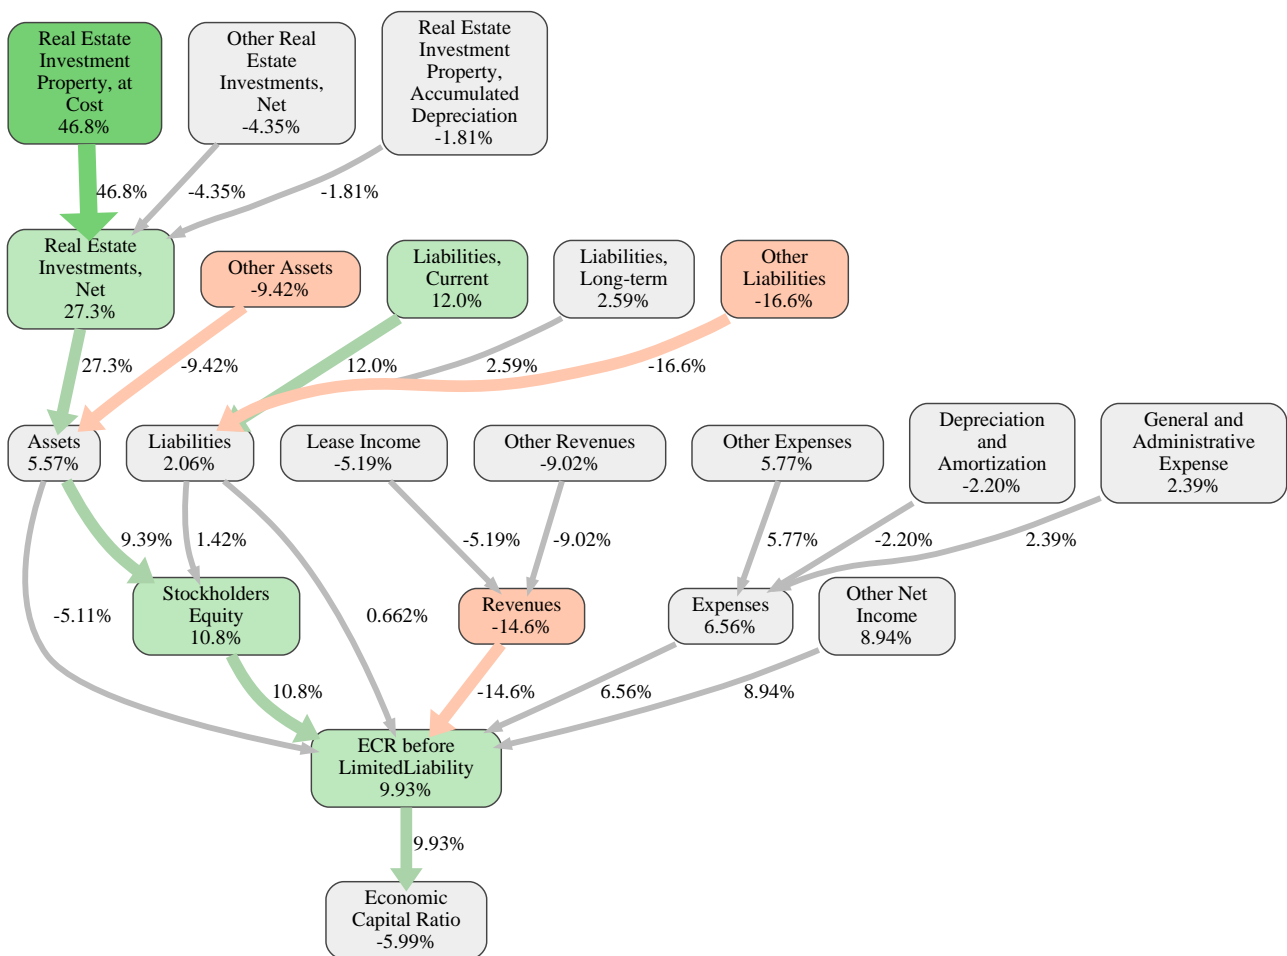 Real Estate
Investment
Property, at
Cost
46.8%
Other Real
Estate
Investments,
Net
-4.35%
Real Estate
Investment
Property,
Accumulated
Depreciation
-1.81%
46.8%
-4.35%
-1.81%
Real Estate
Investments,
Net
27.3%
Other Assets
-9.42%
Liabilities,
Current
12.0%
Liabilities,
Long-term
2.59%
Other
Liabilities
-16.6%
27.3%
-9.42%
12.0%
2.59%
-16.6%
Assets
5.57%
Liabilities
2.06%
Lease Income
-5.19%
Other Revenues
-9.02%
Other Expenses
5.77%
Depreciation
and
Amortization
-2.20%
General and
Administrative
Expense
2.39%
9.39%
1.42%
-5.19%
-9.02%
5.77%
-2.20%
2.39%
-5.11%
Stockholders
Equity
10.8%
0.662%
Revenues
-14.6%
Expenses
6.56%
Other Net
Income
8.94%
10.8%
-14.6%
6.56%
8.94%
ECR before
LimitedLiability
9.93%
9.93%
Economic
Capital Ratio
-5.99%